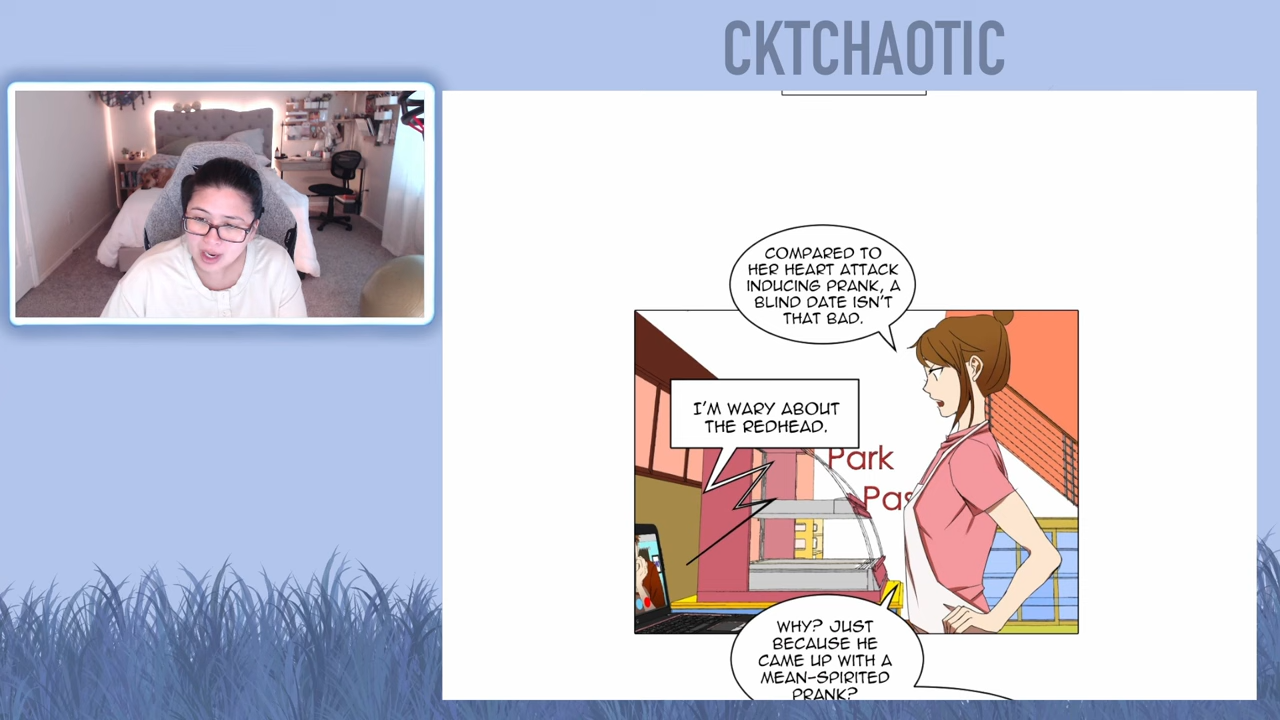 CKTCHAOTIC
COMPARED TO
HER HEART ATTACK
INDUCING PRANK, A
BLIND DATE ISN'T
THAT BAD.
I'M WARY ABOUT
THE REDHEAD.
Park
Pas
WHY? JUST
BECAUSE HE
CAME UP WITH A
MEAN-SPIRITED
PRANK?